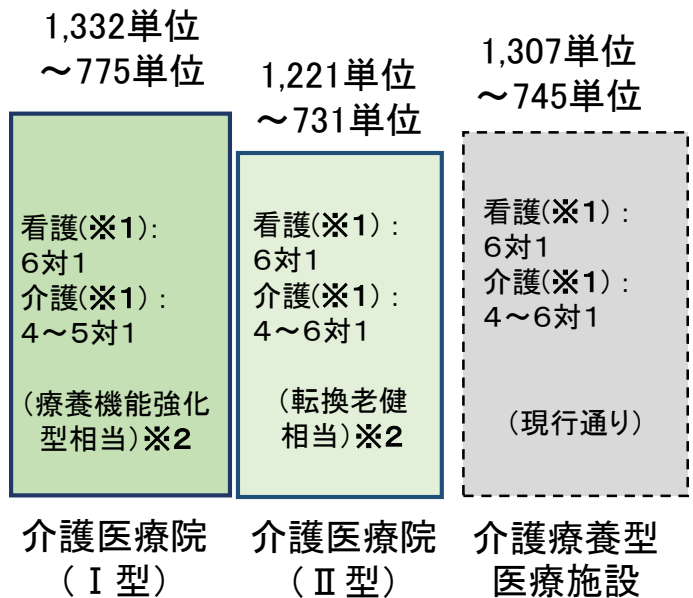 1,332単位
～775単位
看護(※1):
6対1
介護(※1):
4～5対1
(療養機能強化
型相当)※2
介護医療院
(Ⅰ型)
1,221単位
～731単位
看護(※1):
6対1
介護(※1):
4～6対1
(転換老健
相当)※2
介護医療院
(Ⅱ型)
1,307単位
～745単位
看護(※1):
6対1
介護(※1):
4～6対1
(現行通り)
介護療養型
医療施設